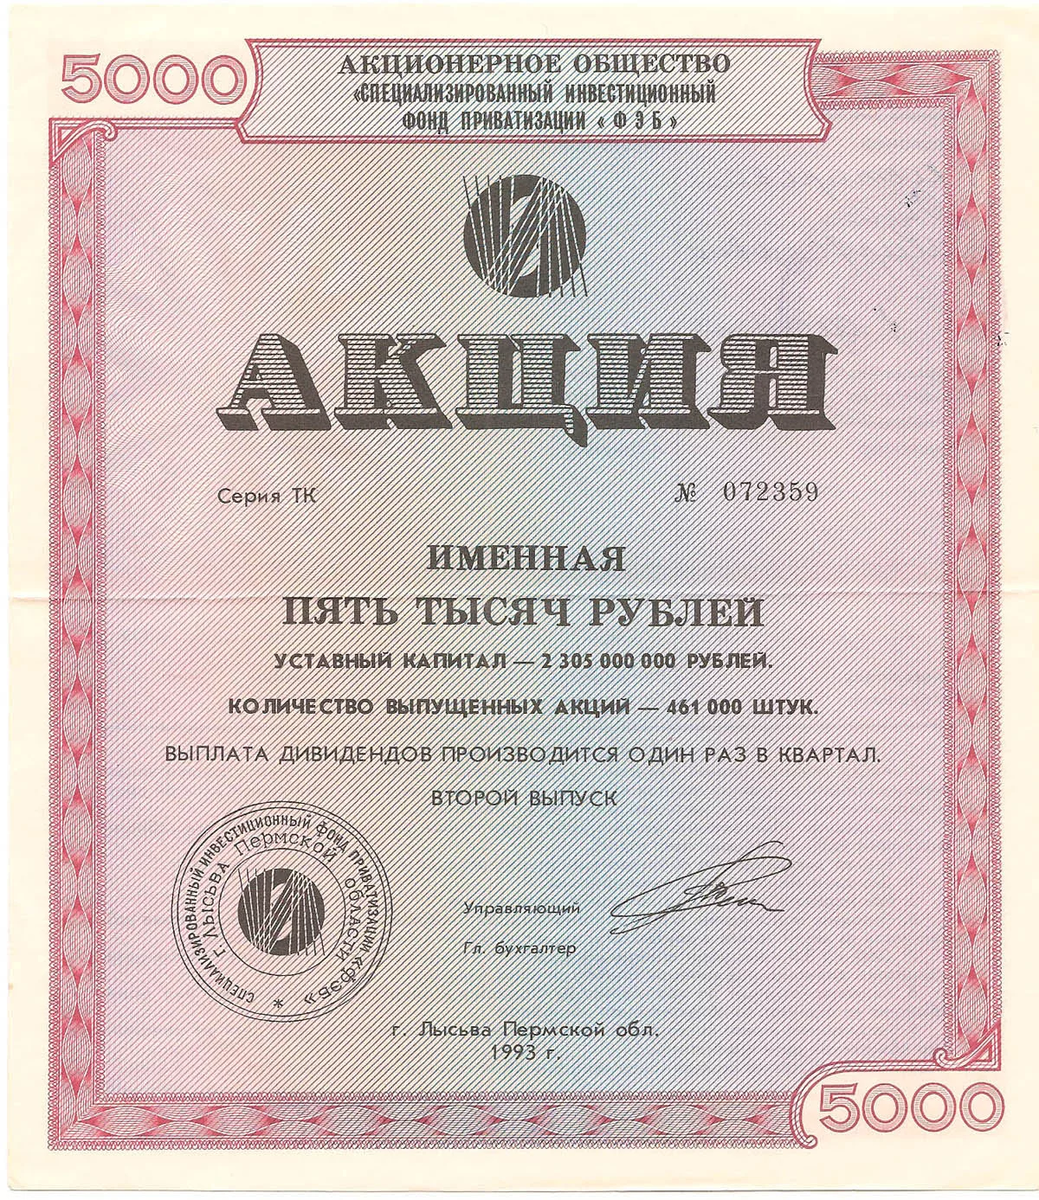 5000
АКЦИОНЕРНОЕ ОБЩЕСТВО
«СПЕЦИАЛИЗИРОВАННЫЙ ИНВЕСТИЦИОННЫЙ
ФОНД ПРИВАТИЗАЦИИ «ФЭБ»
АКЦИЯ
Серия ТК № 072359
ИМЕННАЯ
ПЯТЬ ТЫСЯЧ РУБЛЕЙ
УСТАВНЫЙ КАПИТАЛ — 2 305 000 000 РУБЛЕЙ.
КОЛИЧЕСТВО ВЫПУЩЕННЫХ АКЦИЙ — 461 000 ШТУК.
ВЫПЛАТА ДИВИДЕНДОВ ПРОИЗВОДИТСЯ ОДИН РАЗ В КВАРТАЛ.
ВТОРОЙ ВЫПУСК
СПЕЦИАЛИЗИРОВАННЫЙ ИНВЕСТИЦИОННЫЙ ФОНД ПРИВАТИЗАЦИИ «ФЭБ» *
г. Лысьва Пермской области
Управляющий
Гл. бухгалтер
г. Лысьва Пермской обл.
1993 г.
5000